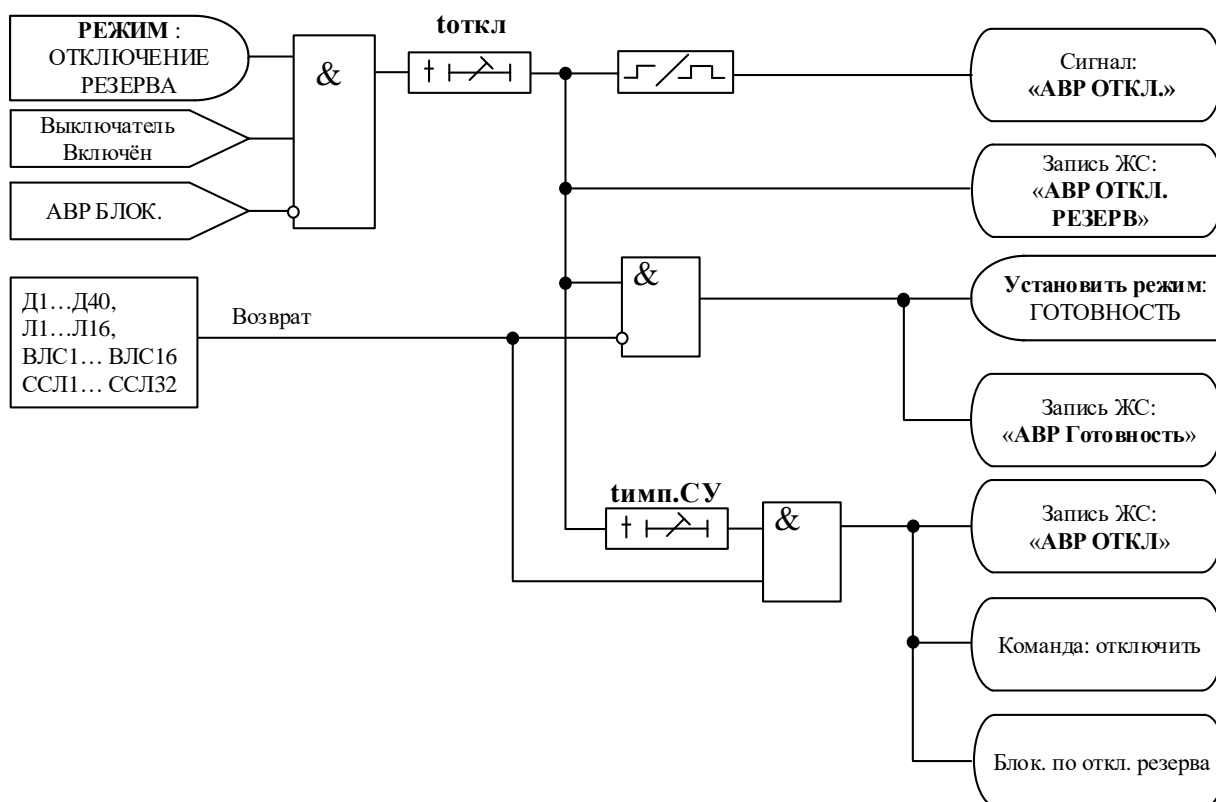 РЕЖИМ :
ОТКЛЮЧЕНИЕ
РЕЗЕРВА
Выключатель
Включён
АВР БЛОК.
&
tоткл
Сигнал:
«АВР ОТКЛ.»
Запись ЖС:
«АВР ОТКЛ.
РЕЗЕРВ»
Д1…Д40,
Л1…Л16,
ВЛС1… ВЛС16
ССЛ1… ССЛ32
Возврат
&
Установить режим:
ГОТОВНОСТЬ
Запись ЖС:
«АВР Готовность»
tимп.СУ
&
Запись ЖС:
«АВР ОТКЛ»
Команда: отключить
Блок. по откл. резерва